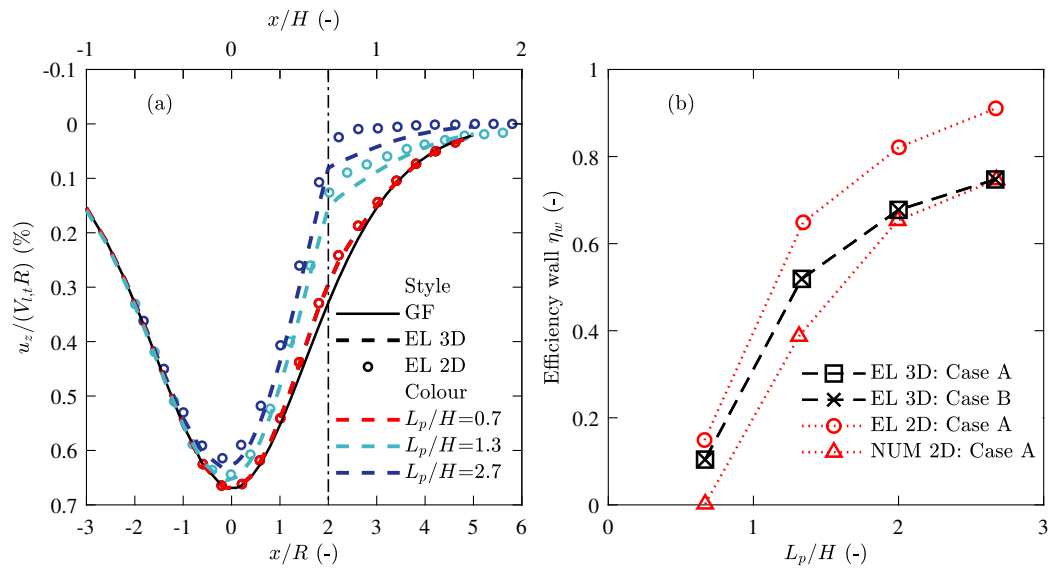 x/H (-)
-1 0 1 2
-0.1
0
0.1
0.2
0.3
0.4
0.5
0.6
0.7
u_z/(V_{l,t}R) (%)
(a)
Style
GF
EL 3D
EL 2D
Colour
L_p/H=0.7
L_p/H=1.3
L_p/H=2.7
-3 -2 -1 0 1 2 3 4 5 6
x/R (-)
1
0.8
0.6
0.4
0.2
0
Efficiency wall η_w (-)
(b)
EL 3D: Case A
EL 3D: Case B
EL 2D: Case A
NUM 2D: Case A
0 1 2 3
L_p/H (-)